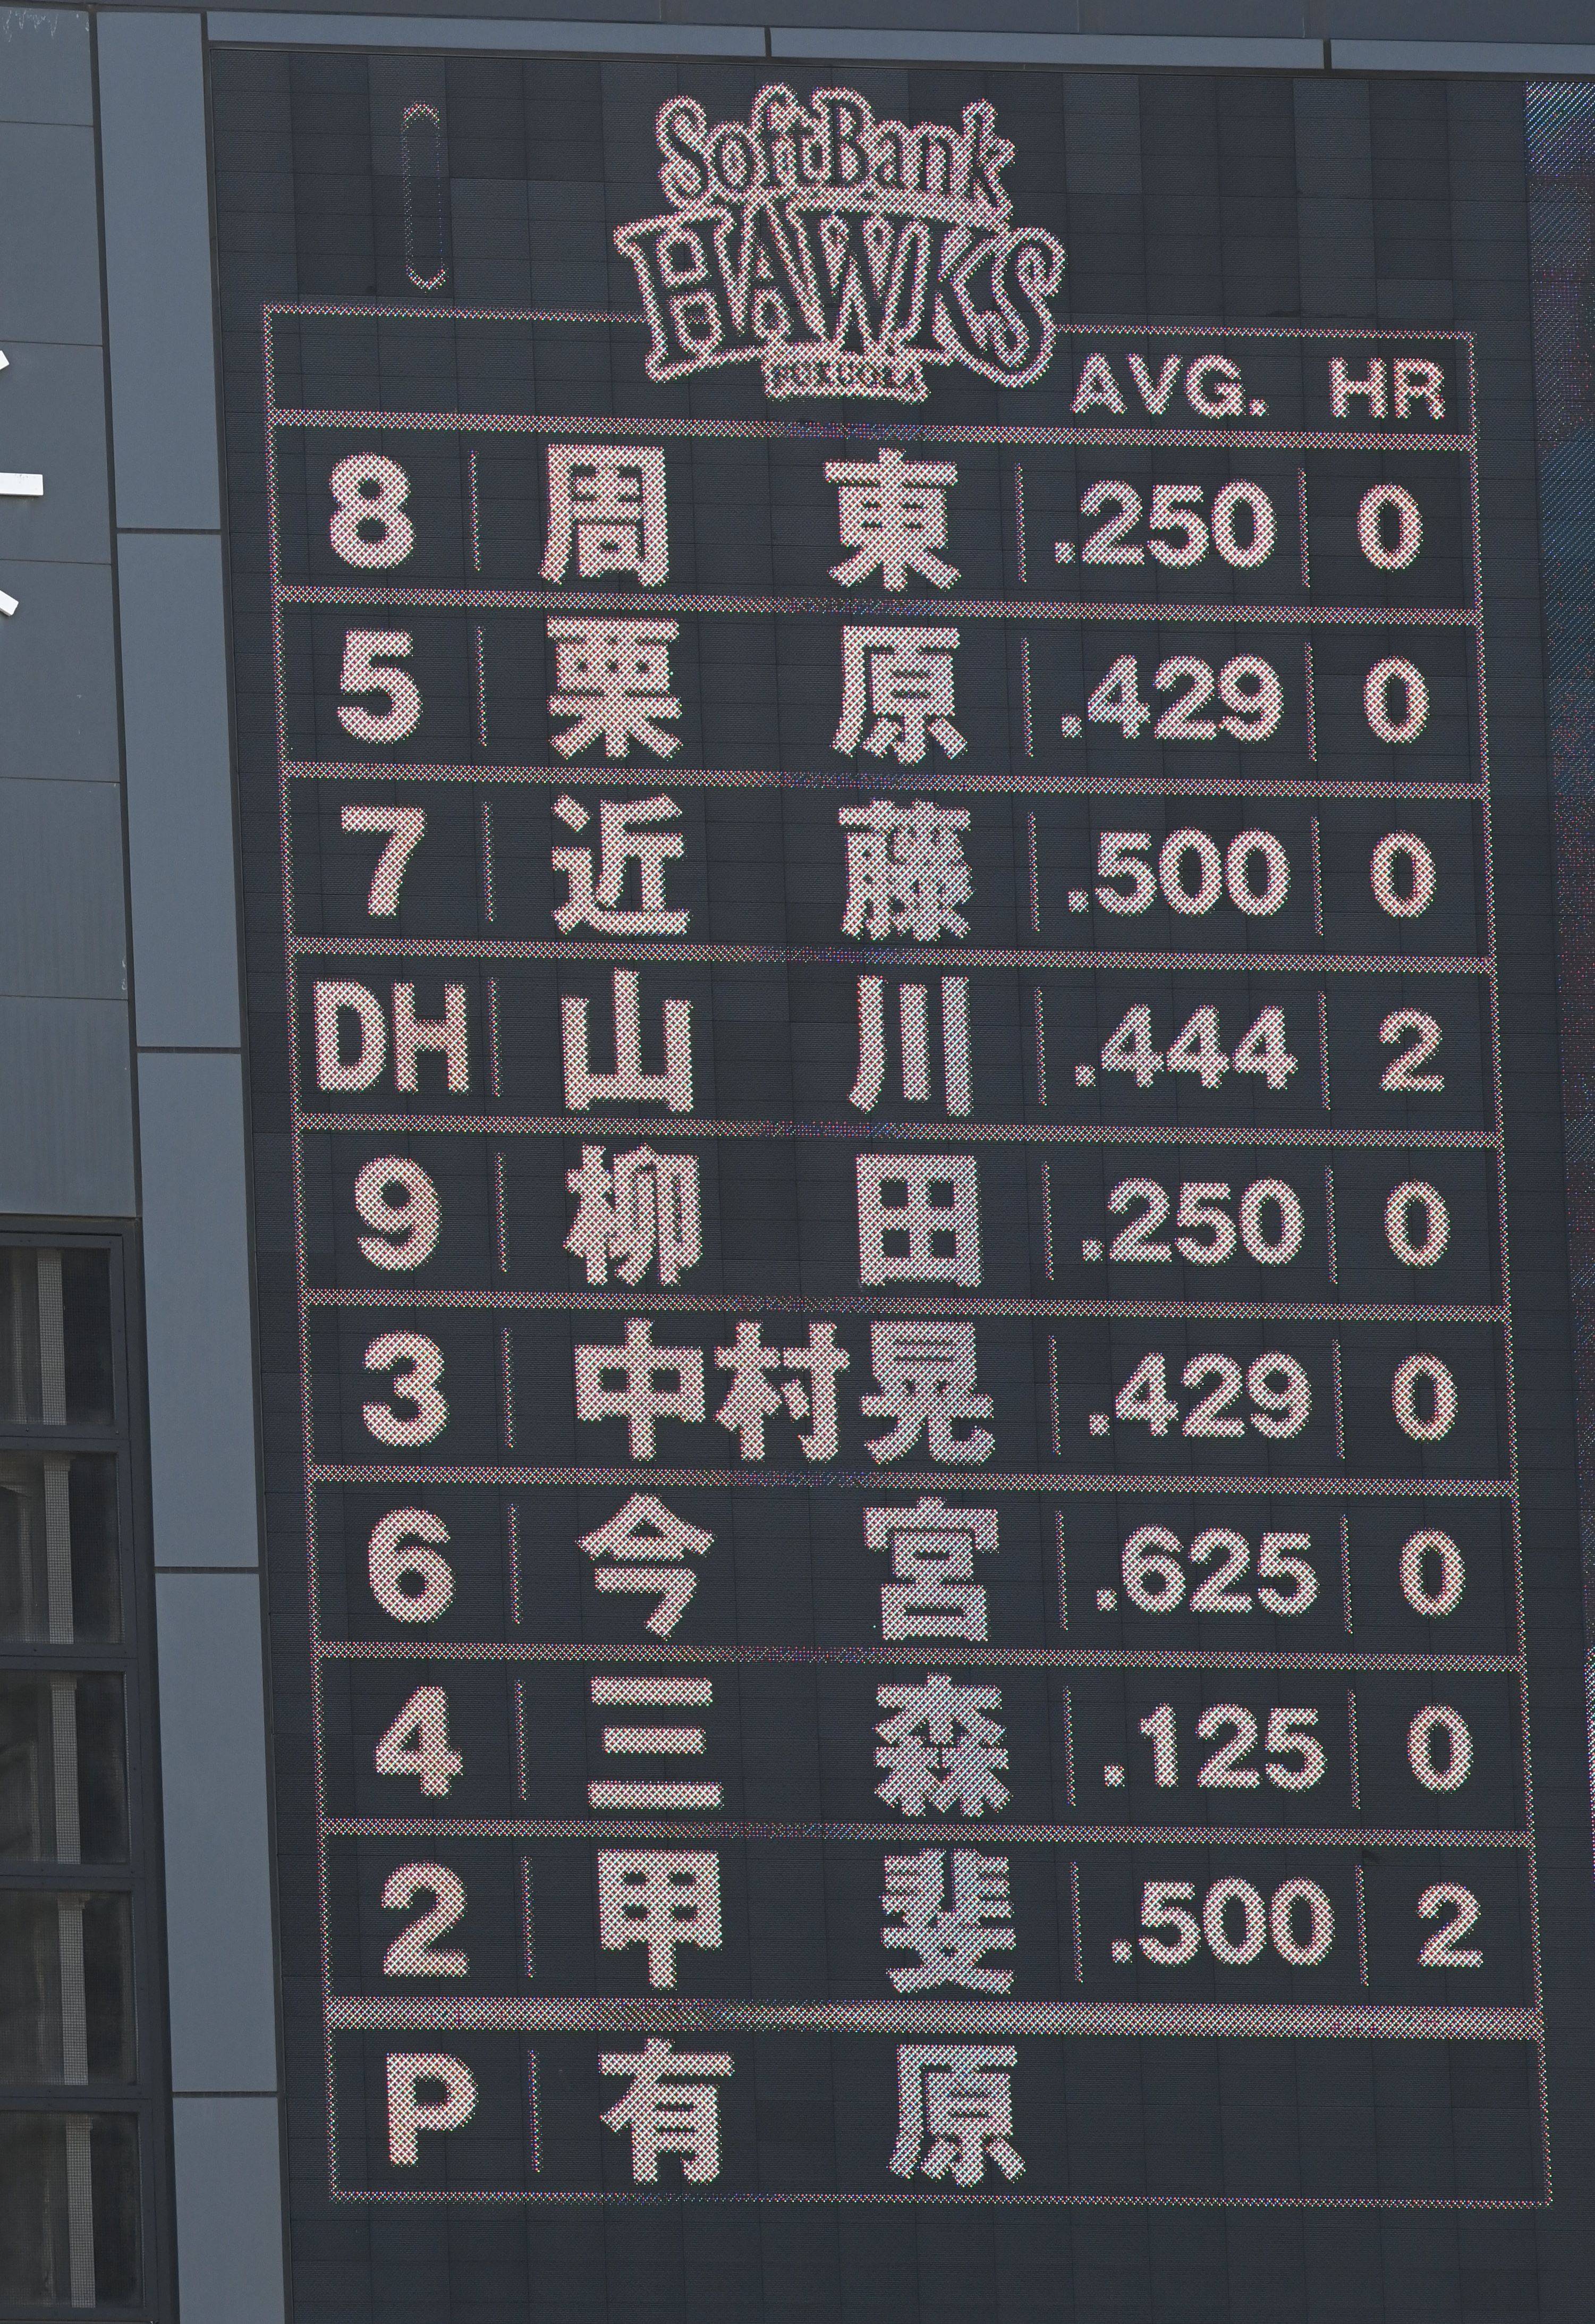 SoftBank
HAWKS
FUKUOKA
AVG. HR
8 周東 .250 0
5 栗原 .429 0
7 近藤 .500 0
DH 山川 .444 2
9 柳田 .250 0
3 中村晃 .429 0
6 今宮 .625 0
4 三森 .125 0
2 甲斐 .500 2
P 有原